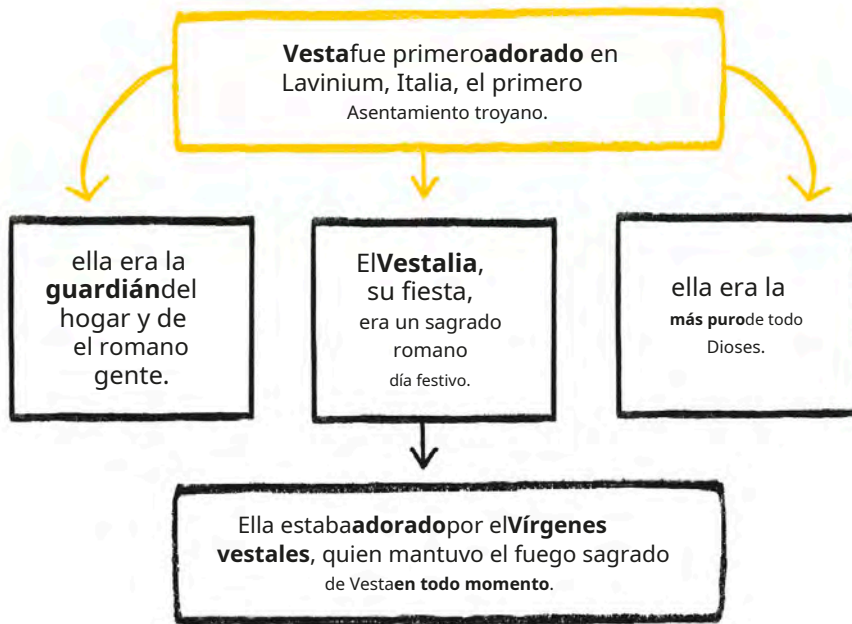 Vestafue primeroadorado en
Lavinium, Italia, el primero
Asentamiento troyano.
ella era la
guardiándel
hogar y de
el romano
gente.
ElVestalia,
su fiesta,
era un sagrado
romano
día festivo.
ella era la
más purode todo
Dioses.
Ella estabaadoradopor elVírgenes
vestales, quien mantuvo el fuego sagrado
de Vestaen todo momento.